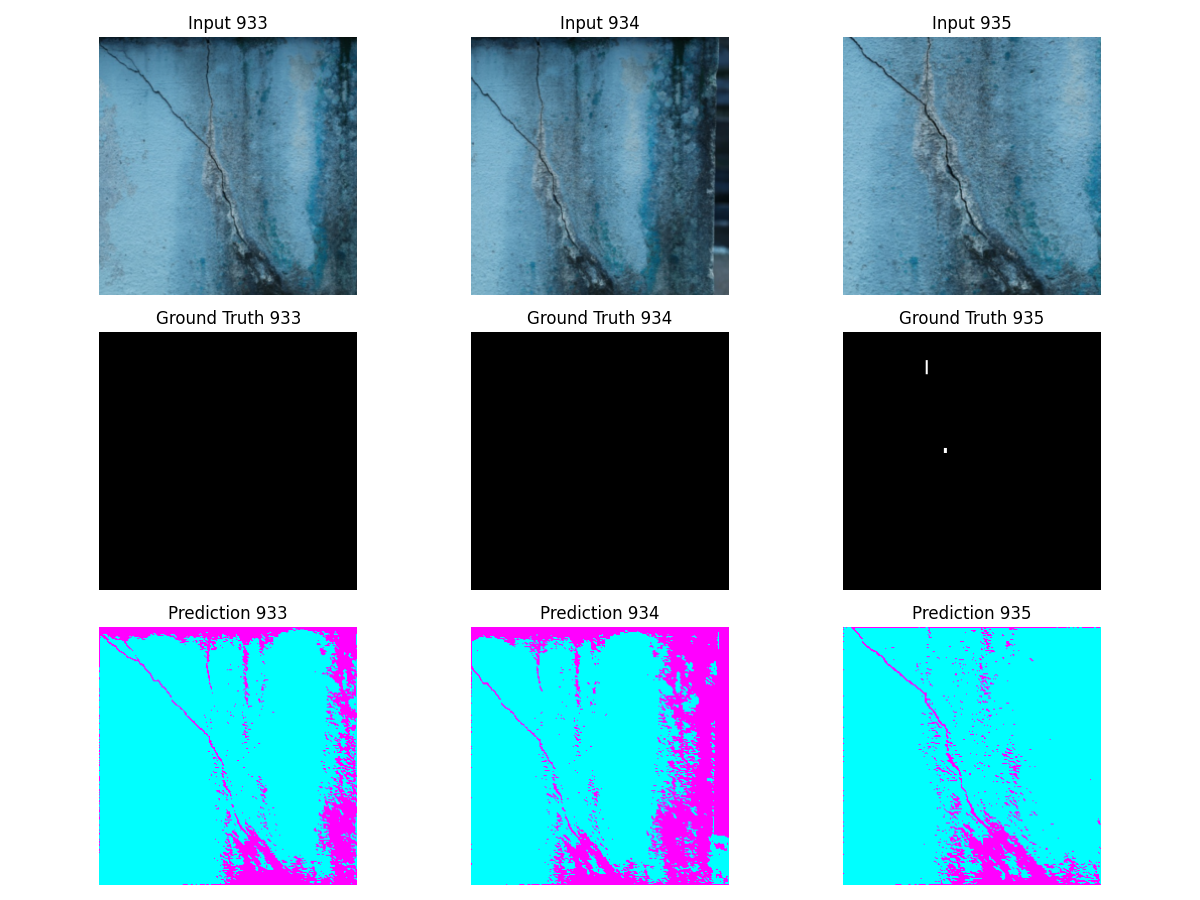 Input 933
Input 934
Input 935
Ground Truth 933
Ground Truth 934
Ground Truth 935
Prediction 933
Prediction 934
Prediction 935